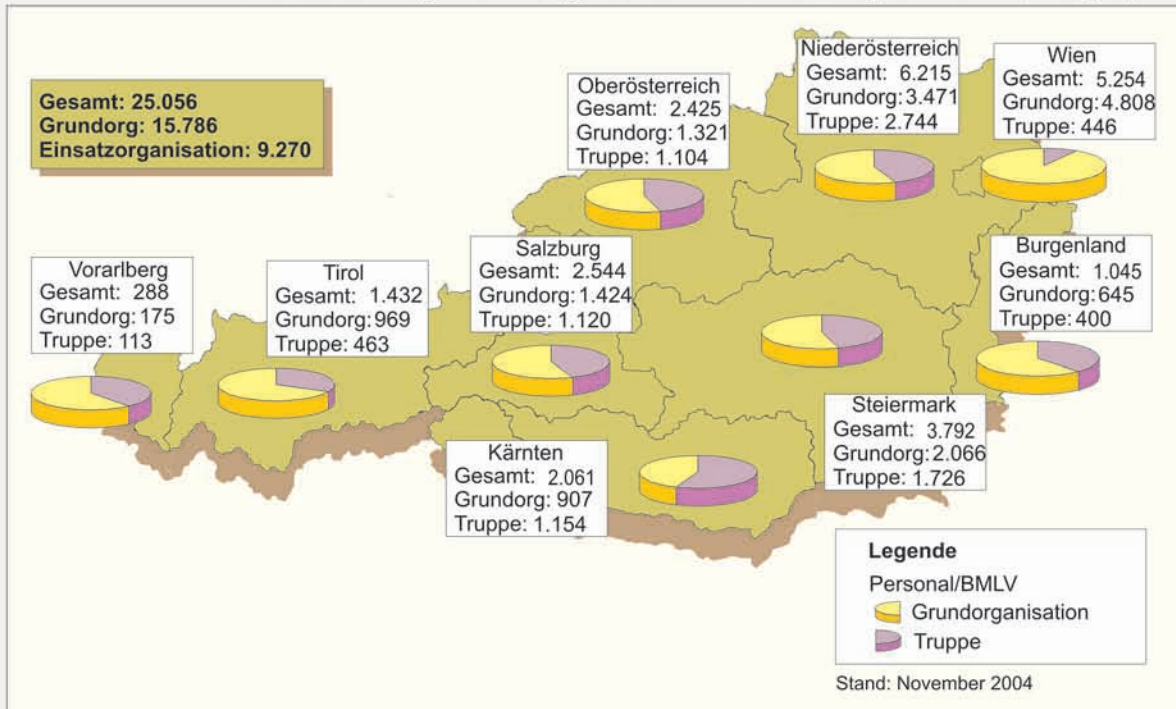 Gesamt: 25.056
Grundorg: 15.786
Einsatzorganisation: 9.270
Niederösterreich
Gesamt: 6.215
Grundorg: 3.471
Truppe: 2.744
Wien
Gesamt: 5.254
Grundorg: 4.808
Truppe: 446
Oberösterreich
Gesamt: 2.425
Grundorg: 1.321
Truppe: 1.104
Vorarlberg
Gesamt: 288
Grundorg: 175
Truppe: 113
Tirol
Gesamt: 1.432
Grundorg: 969
Truppe: 463
Salzburg
Gesamt: 2.544
Grundorg: 1.424
Truppe: 1.120
Burgenland
Gesamt: 1.045
Grundorg: 645
Truppe: 400
Kärnten
Gesamt: 2.061
Grundorg: 907
Truppe: 1.154
Steiermark
Gesamt: 3.792
Grundorg: 2.066
Truppe: 1.726
Legende
Personal/BMLV
Grundorganisation
Truppe
Stand: November 2004